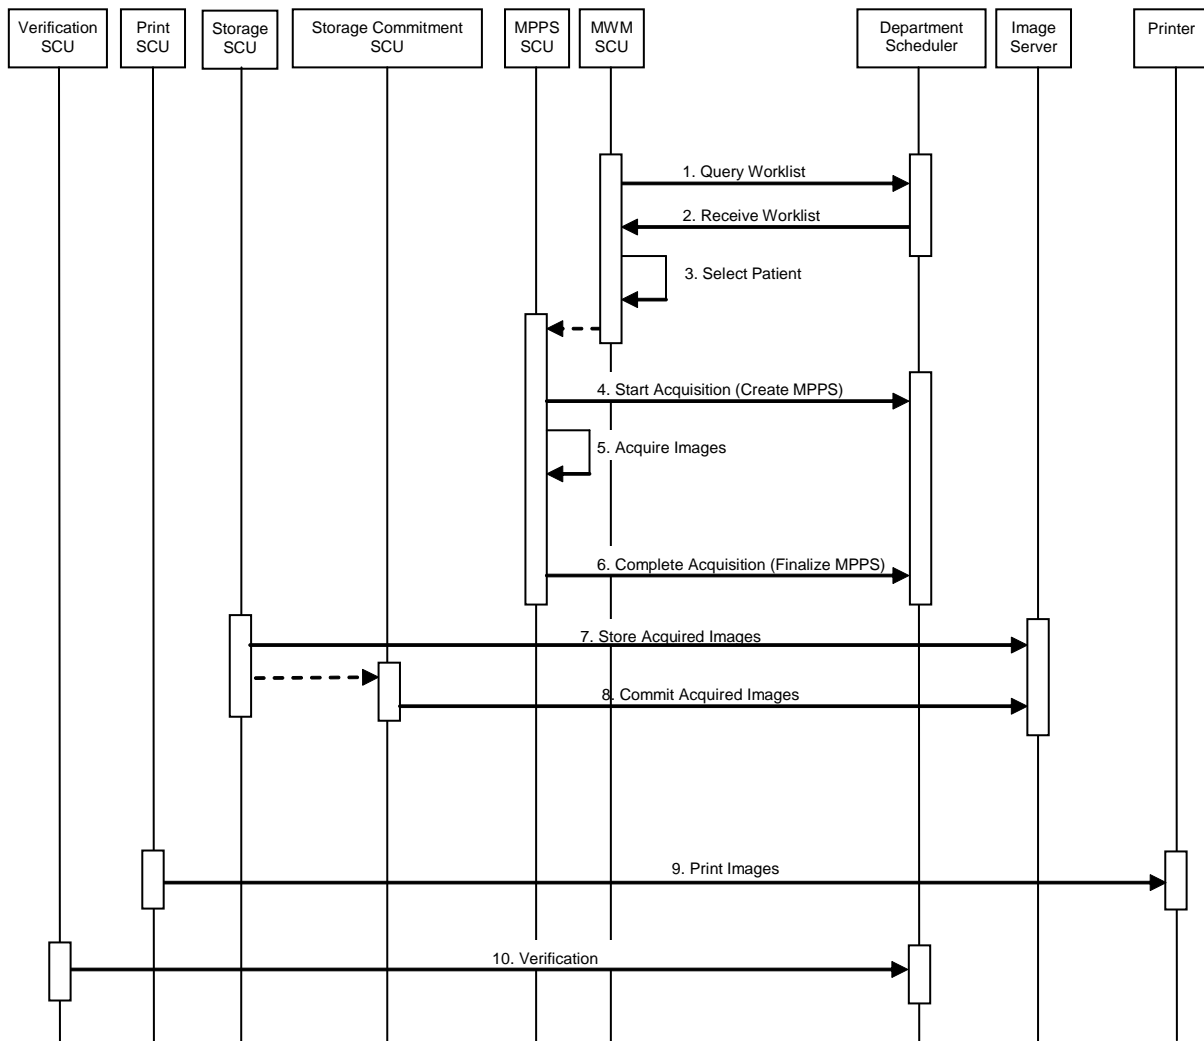 Verification
SCU
Print
SCU
Storage
SCU
Storage Commitment
SCU
MPPS
SCU
MWM
SCU
Department
Scheduler
Image
Server
Printer
1. Query Worklist
2. Receive Worklist
3. Select Patient
4. Start Acquisition (Create MPPS)
5. Acquire Images
6. Complete Acquisition (Finalize MPPS)
7. Store Acquired Images
8. Commit Acquired Images
9. Print Images
10. Verification